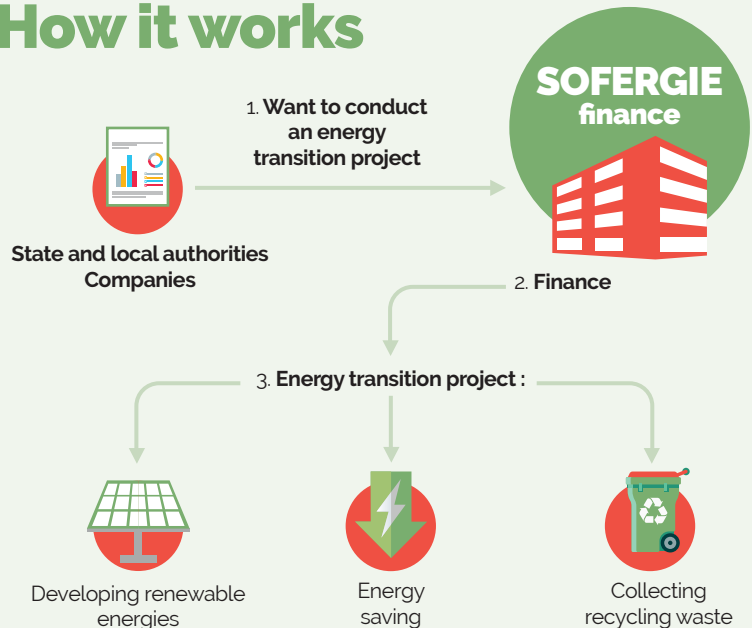 How it works
SOFERGIE
finance
1. Want to conduct
an energy
transition project
State and local authorities
Companies
2. Finance
3. Energy transition project :
Developing renewable
energies
Energy
saving
Collecting
recycling waste